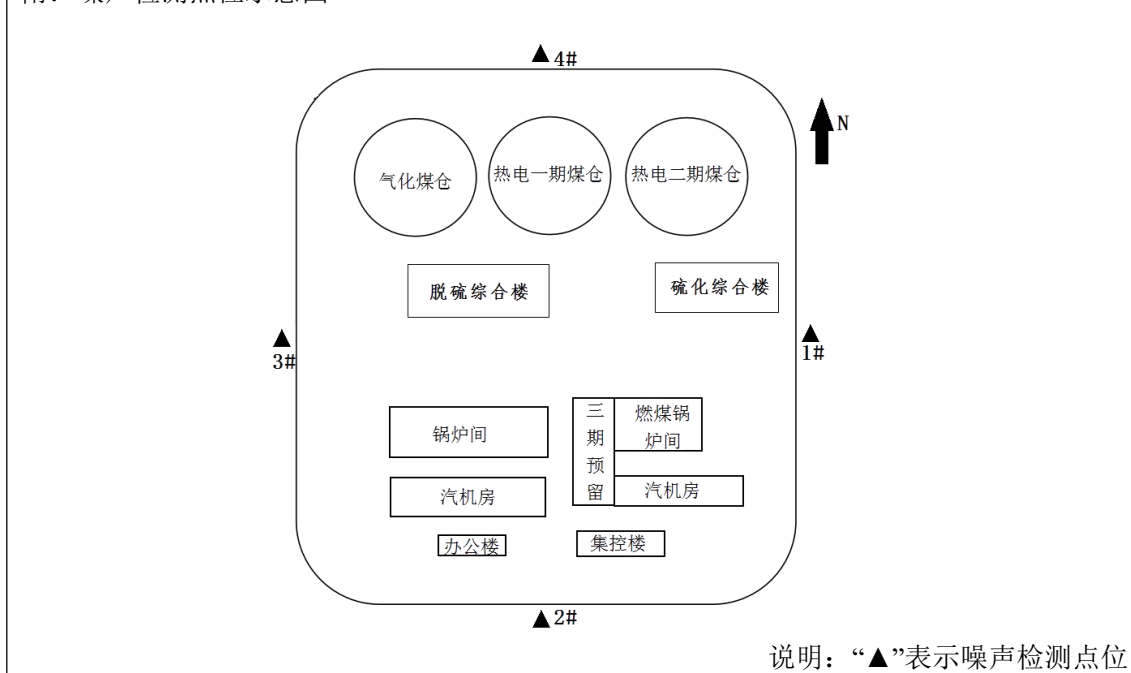 ▲4#
N
气化煤仓
热电一期煤仓
热电二期煤仓
脱硫综合楼
硫化综合楼
▲
3#
▲
1#
锅炉间
三期预留
燃煤锅
炉间
汽机房
汽机房
办公楼
集控楼
▲2#
说明：“▲”表示噪声检测点位